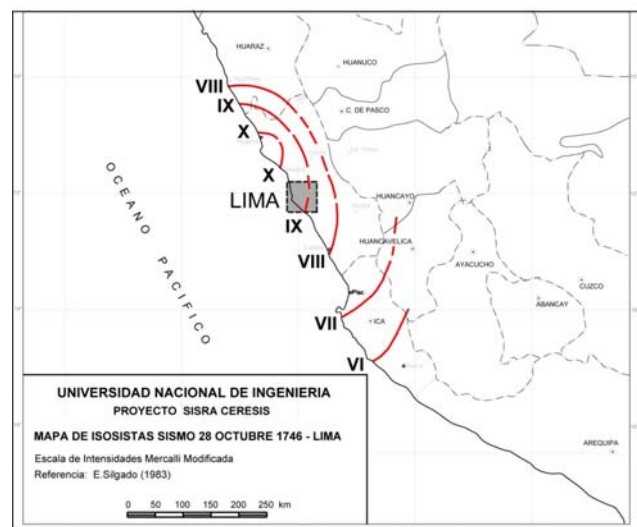 HUARAZ
HUANUCO
VIII
IX
C. DE PASCO
X
X
LIMA
HUANCAYO
IX
HUANCAVELICA
VIII
AYACUCHO
CUZCO
ABANCAY
VII
ICA
VI
AREQUIPA
OCEANO PACIFICO
UNIVERSIDAD NACIONAL DE INGENIERIA
PROYECTO SISRA CERESIS
MAPA DE ISOSISTAS SISMO 28 OCTUBRE 1746 - LIMA
Escala de Intensidades Mercalli Modificada
Referencia: E.Silgado (1983)
0 50 100 150 200 250 km